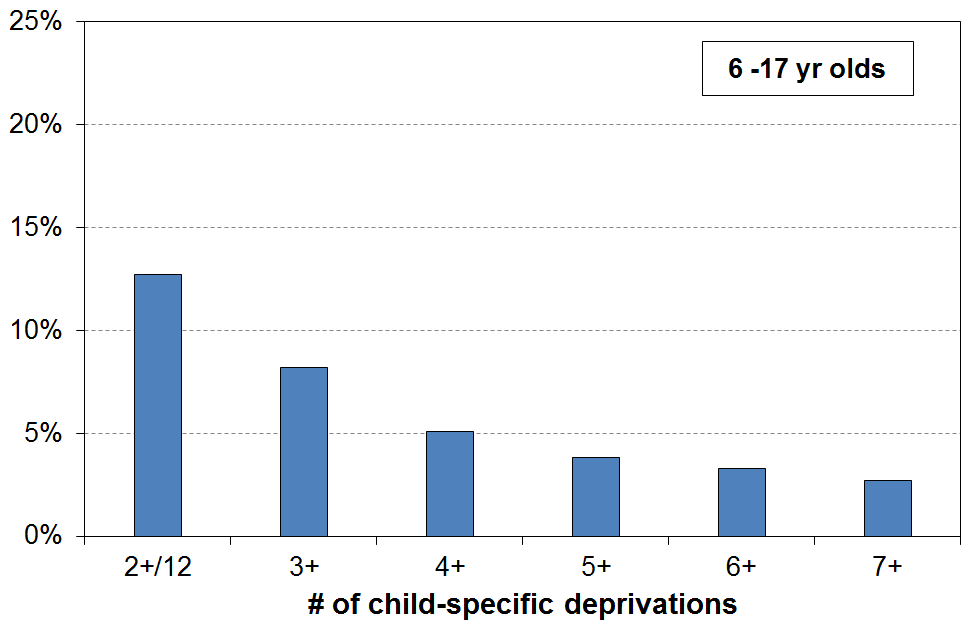 25%
6 -17 yr olds
20%
15%
10%
5%
0%
2+/12 3+ 4+ 5+ 6+ 7+
# of child-specific deprivations